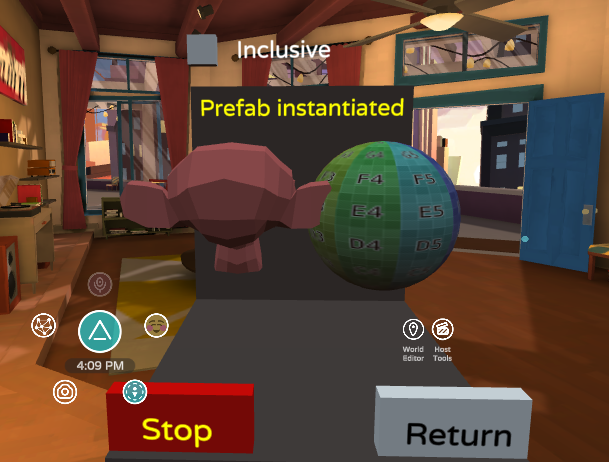 Inclusive
Prefab instantiated
F4 F5
E4 E5
D4 D5
4:09 PM
World
Editor
Host
Tools
Stop
Return